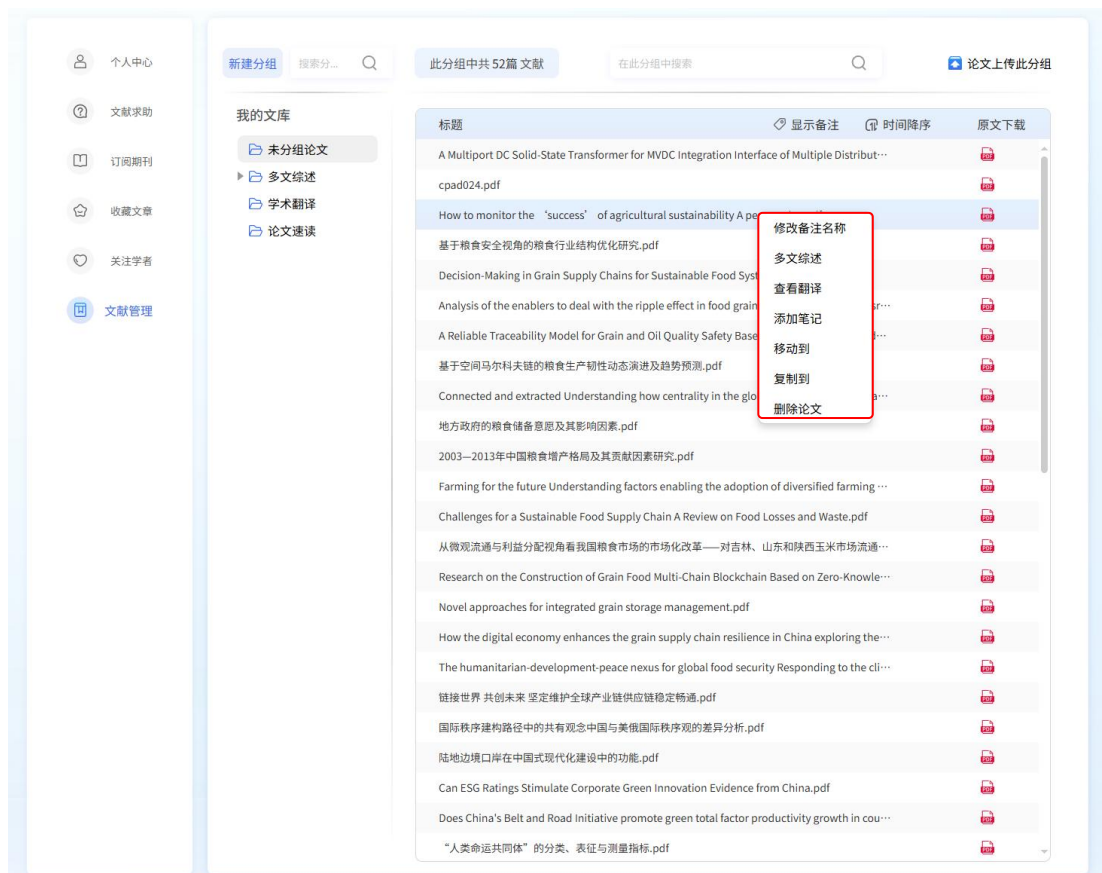 个人中心
文献求助
订阅期刊
收藏文章
关注学者
文献管理
新建分组
搜索分...
我的文库
未分组论文
多文综述
学术翻译
论文速读
此分组中共 52篇 文献
在此分组中搜索
论文上传此分组
标题 显示备注 时间降序 原文下载
A Multiport DC Solid-State Transformer for MVDC Integration Interface of Multiple Distribut···
cpad024.pdf
How to monitor the ‘success’ of agricultural sustainability A pe
基于粮食安全视角的粮食行业结构优化研究.pdf
Decision-Making in Grain Supply Chains for Sustainable Food Syst
Analysis of the enablers to deal with the ripple effect in food grain sr···
A Reliable Traceability Model for Grain and Oil Quality Safety Base d···
基于空间马尔科夫链的粮食生产韧性动态演进及趋势预测.pdf
Connected and extracted Understanding how centrality in the glo a···
地方政府的粮食储备意愿及其影响因素.pdf
2003—2013年中国粮食增产格局及其贡献因素研究.pdf
Farming for the future Understanding factors enabling the adoption of diversified farming ···
Challenges for a Sustainable Food Supply Chain A Review on Food Losses and Waste.pdf
从微观流通与利益分配视角看我国粮食市场的市场化改革——对吉林、山东和陕西玉米市场流通···
Research on the Construction of Grain Food Multi-Chain Blockchain Based on Zero-Knowle···
Novel approaches for integrated grain storage management.pdf
How the digital economy enhances the grain supply chain resilience in China exploring the···
The humanitarian-development-peace nexus for global food security Responding to the cli···
链接世界 共创未来 坚定维护全球产业链供应链稳定畅通.pdf
国际秩序建构路径中的共有观念中国与美俄国际秩序观的差异分析.pdf
陆地边境口岸在中国式现代化建设中的功能.pdf
Can ESG Ratings Stimulate Corporate Green Innovation Evidence from China.pdf
Does China's Belt and Road Initiative promote green total factor productivity growth in cou···
“人类命运共同体”的分类、表征与测量指标.pdf
修改备注名称
多文综述
查看翻译
添加笔记
移动到
复制到
删除论文